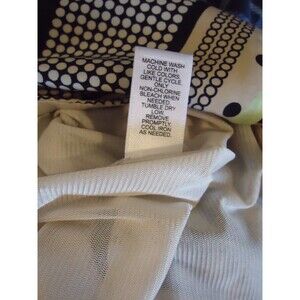 MACHINE WASH
COLD WITH
LIKE COLORS.
GENTLE CYCLE
ONLY
NON-CHLORINE
BLEACH WHEN
NEEDED.
TUMBLE DRY
LOW.
REMOVE
PROMPTLY.
COOL IRON
AS NEEDED.